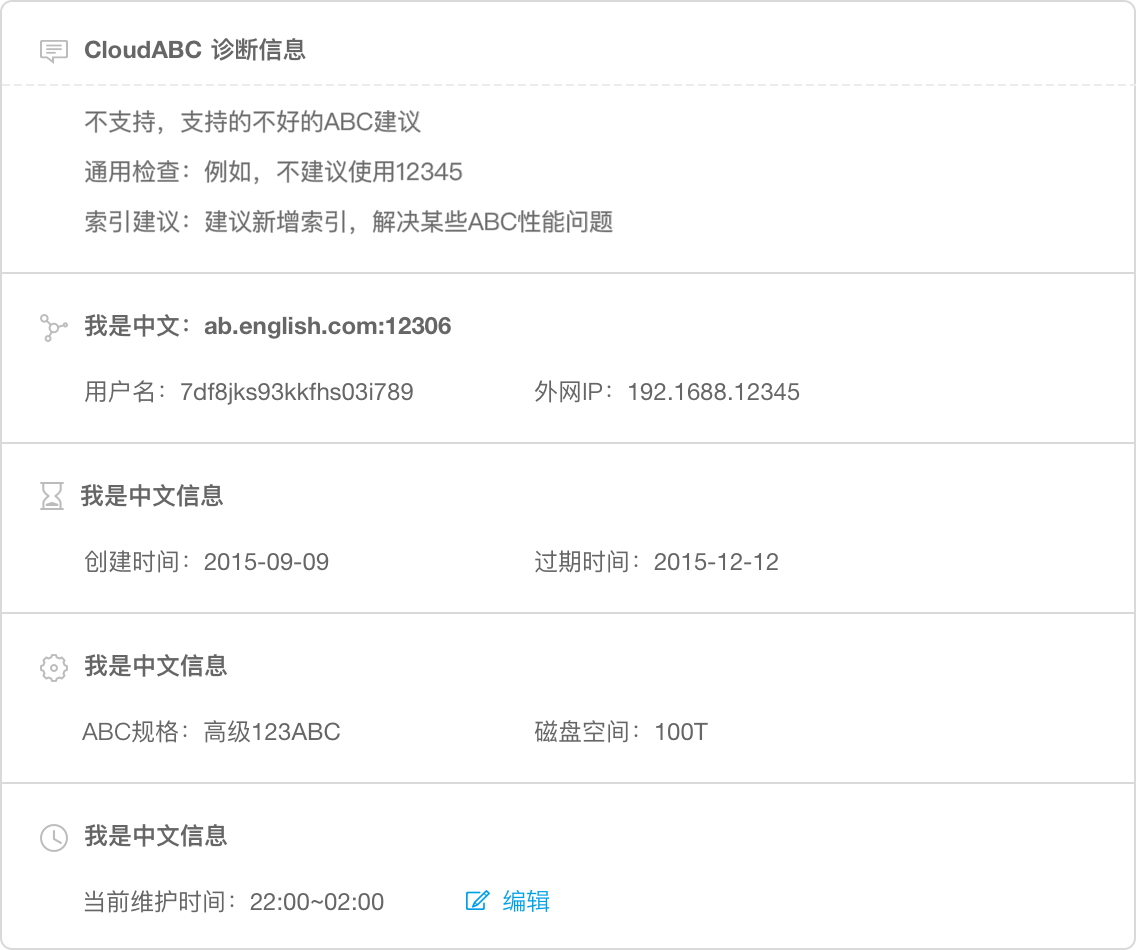 CloudABC 诊断信息
不支持，支持的不好的ABC建议
通用检查：例如，不建议使用12345
索引建议：建议新增索引，解决某些ABC性能问题
我是中文：ab.english.com:12306
用户名：7df8jks93kkfhs03i789 外网IP：192.1688.12345
我是中文信息
创建时间：2015-09-09 过期时间：2015-12-12
我是中文信息
ABC规格：高级123ABC 磁盘空间：100T
我是中文信息
当前维护时间：22:00~02:00 编辑